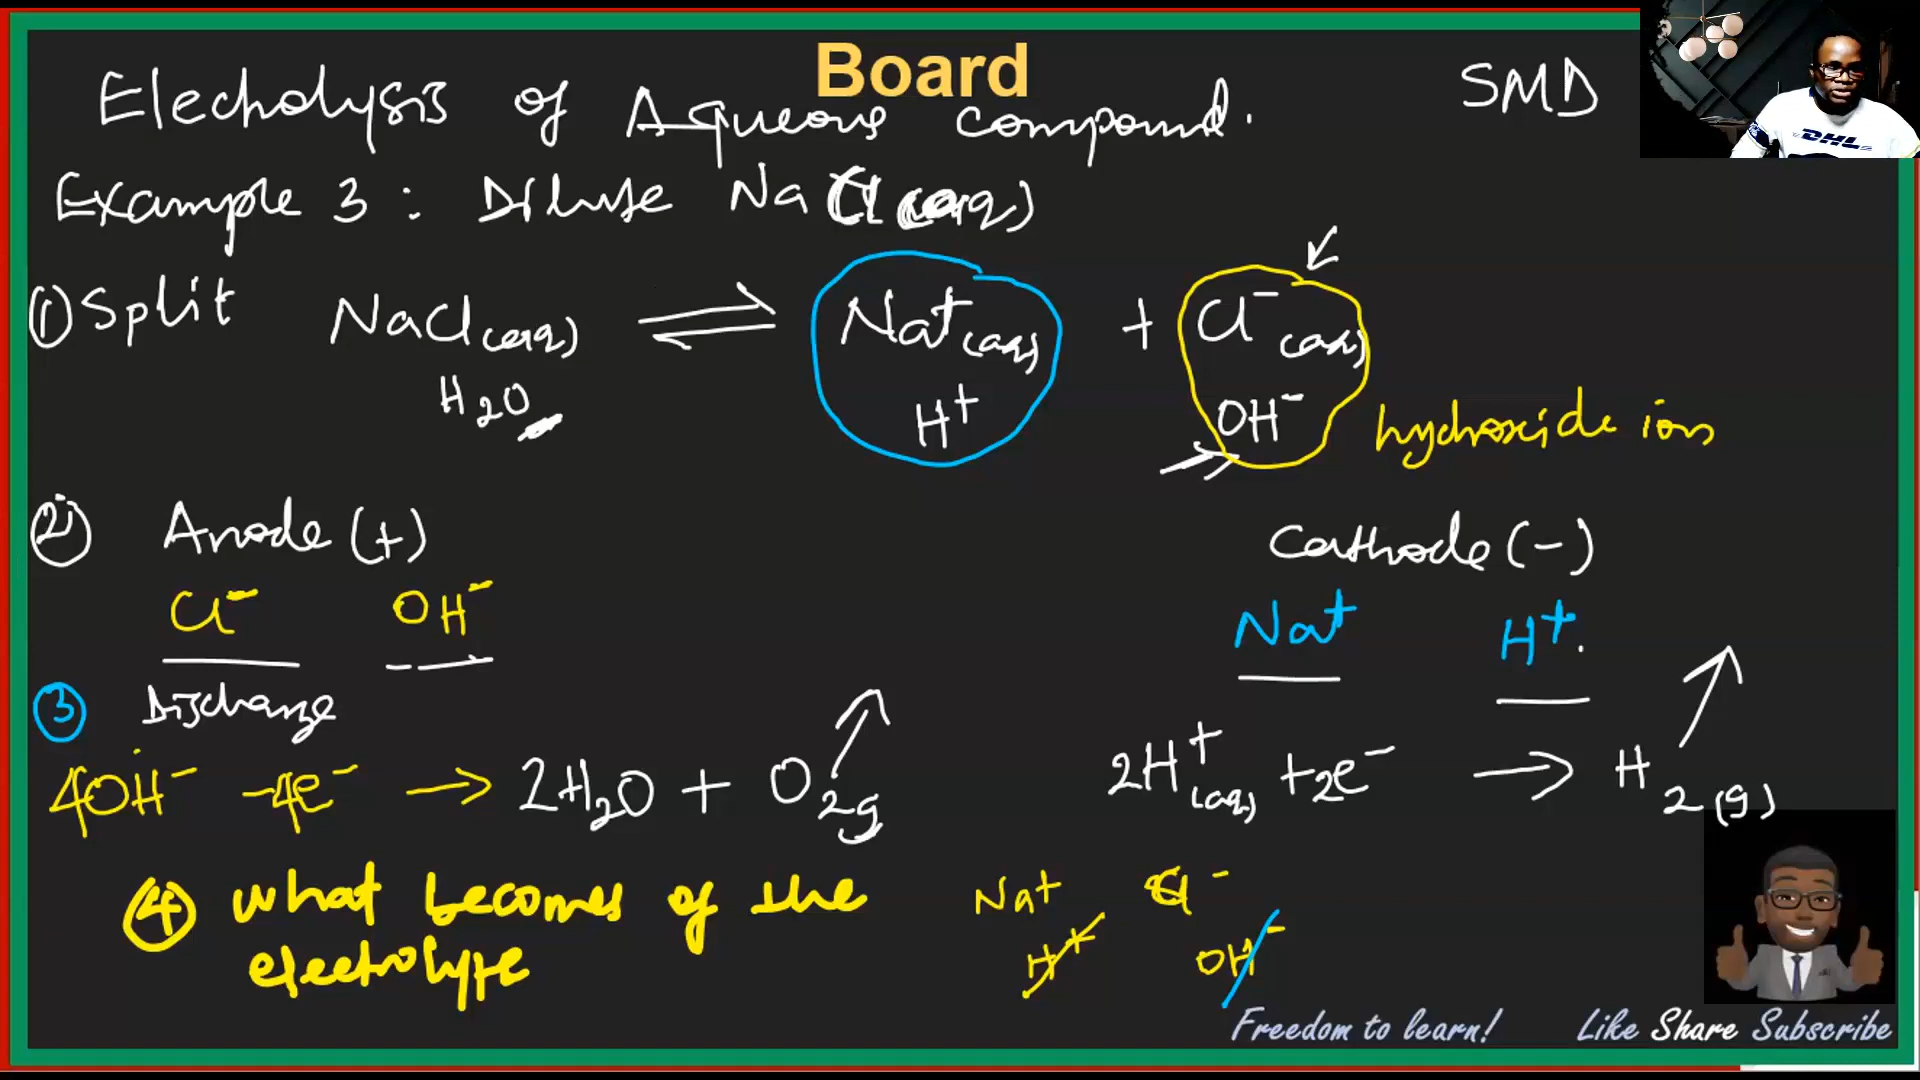 Board
Electrolysis of Aqueous compound. SMD
DHL
Example 3 : Dilute NaCl(aq)
① Split NaCl(aq) ⇌ Na⁺(aq) + Cl⁻(aq)
H₂O H⁺ OH⁻ hydroxide ions
② Anode (+) Cathode (-)
Cl⁻ OH⁻ Na⁺ H⁺
③ Discharge
4OH⁻ -4e⁻ → 2H₂O + O₂g 2H⁺(aq) +2e⁻ → H₂(g)
④ what becomes of the Na⁺ Cl⁻
electrolyte H⁺ OH⁻
Freedom to learn! Like Share Subscribe